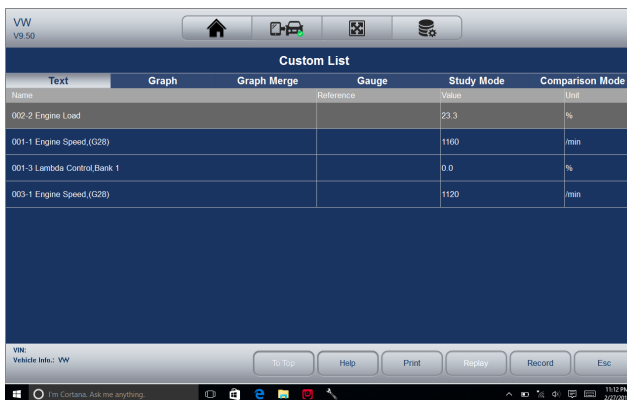 VW
V9.50
Custom List
Text Graph Graph Merge Gauge Study Mode Comparison Mode
Name Reference Value Unit
002-2 Engine Load 23.3 %
001-1 Engine Speed,(G28) 1160 /min
001-3 Lambda Control,Bank 1 0.0 %
003-1 Engine Speed,(G28) 1120 /min
VIN:
Vehicle Info.: VW
To Top Help Print Replay Record Esc
I'm Cortana. Ask me anything.
11:12 PM